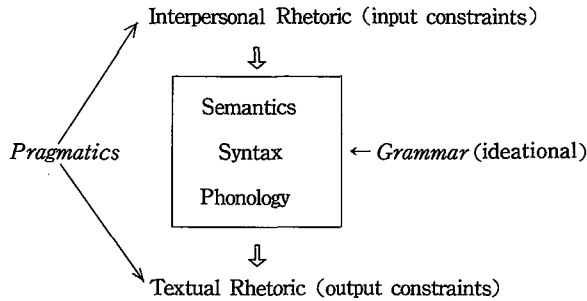 Interpersonal Rhetoric (input constraints)
Semantics
Pragmatics Syntax ← Grammar (ideational)
Phonology
Textual Rhetoric (output constraints)